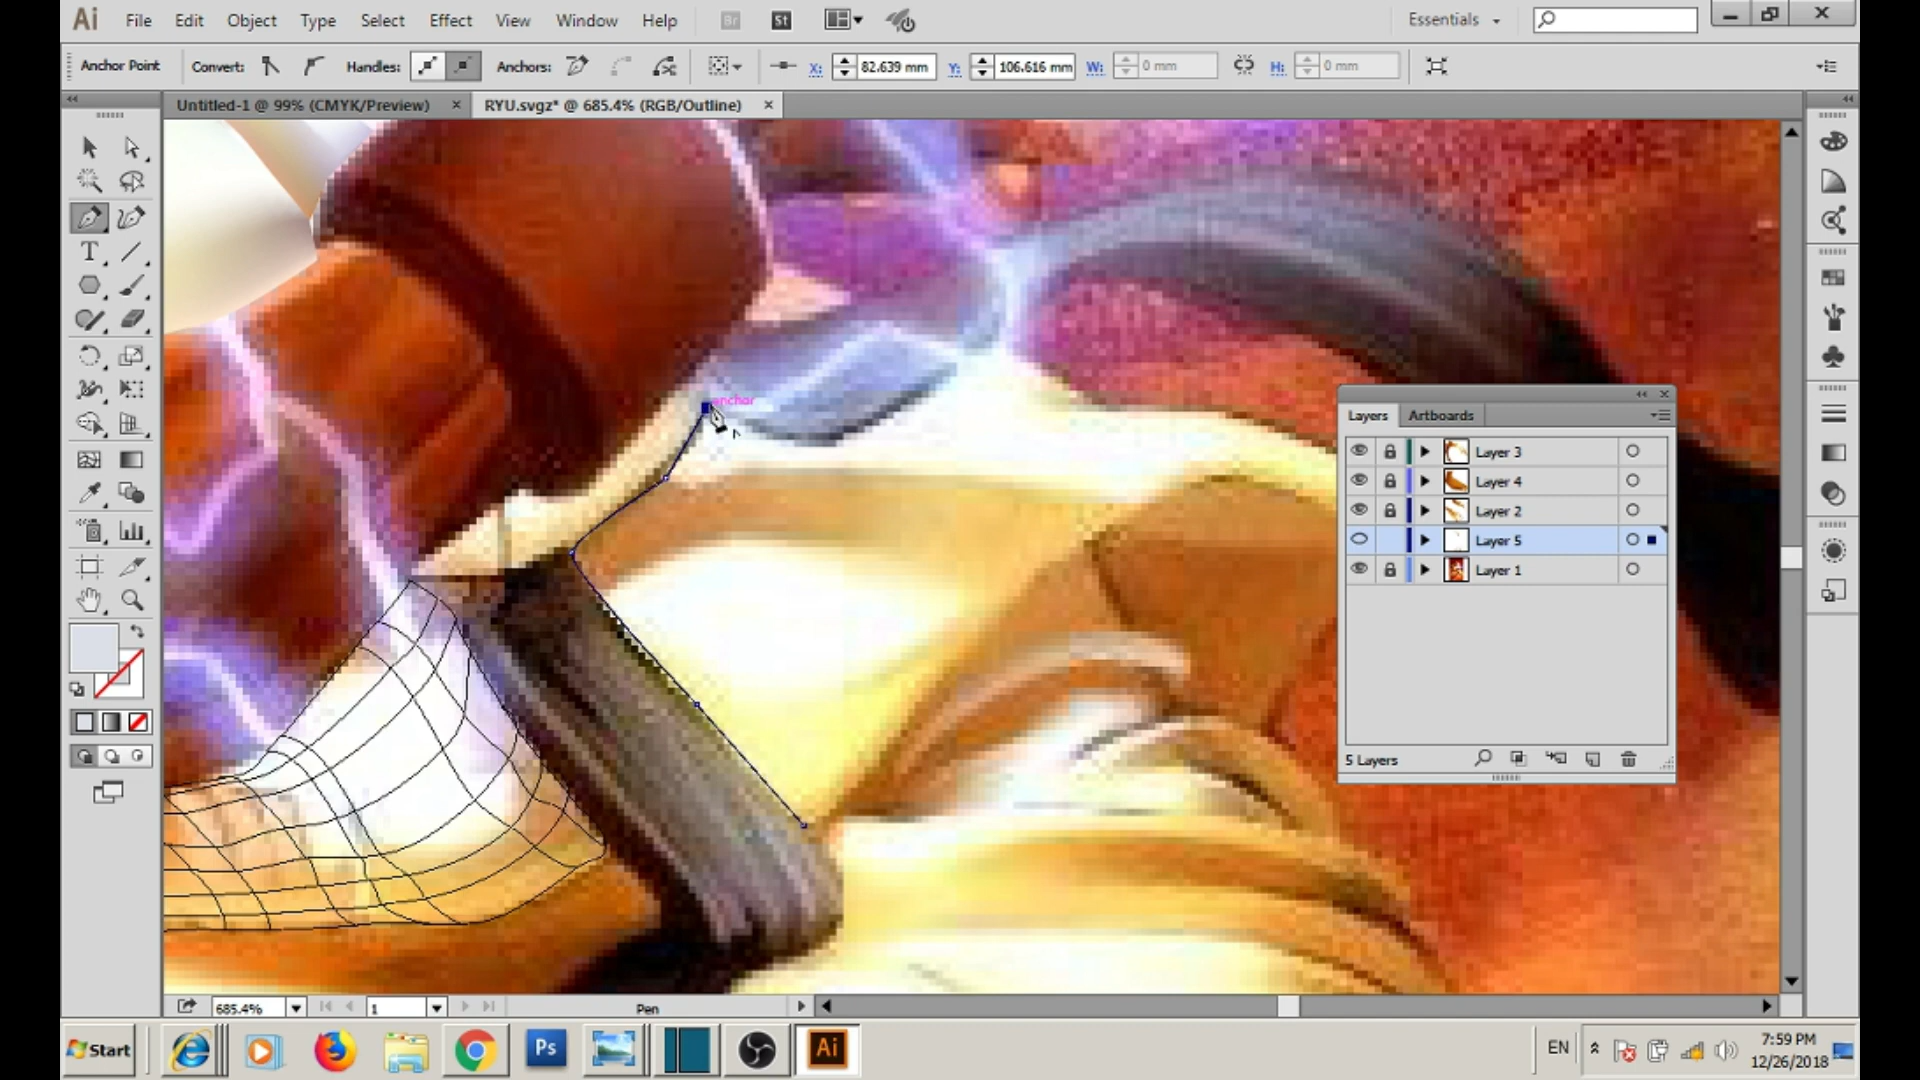 Ai File Edit Object Type Select Effect View Window Help Br St Essentials
Anchor Point Convert: Handles: Anchors: X: 82.639 mm Y: 106.616 mm W: 0 mm H: 0 mm
Untitled-1 @ 99% (CMYK/Preview) RYU.svgz* @ 685.4% (RGB/Outline)
anchor
Layers Artboards
Layer 3
Layer 4
Layer 2
Layer 5
Layer 1
5 Layers
685.4% 1 Pen
Start Ps Ai EN 7:59 PM
12/26/2018